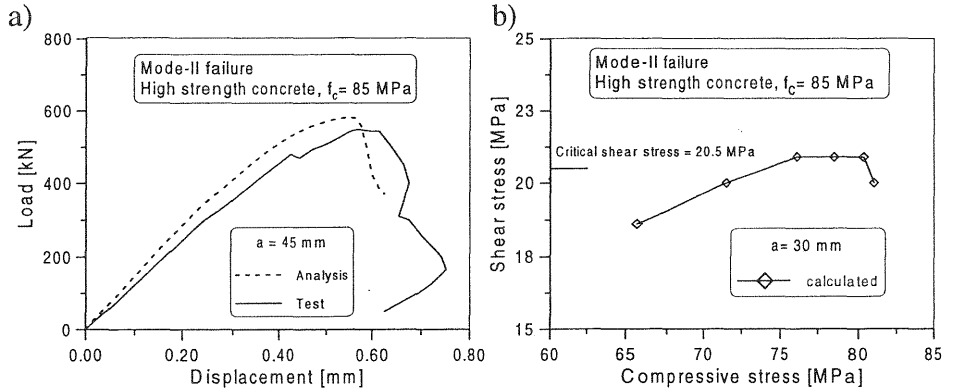 a)
800
600
400
200
0
Load [kN]
Mode-II failure
High strength concrete, fc= 85 MPa
a = 45 mm
Analysis
Test
0.00 0.20 0.40 0.60 0.80
Displacement [mm]
b)
25
23
20
18
15
Shear stress [MPa]
Mode-II failure
High strength concrete, fc= 85 MPa
Critical shear stress = 20.5 MPa
a= 30 mm
calculated
60 65 70 75 80 85
Compressive stress [MPa]